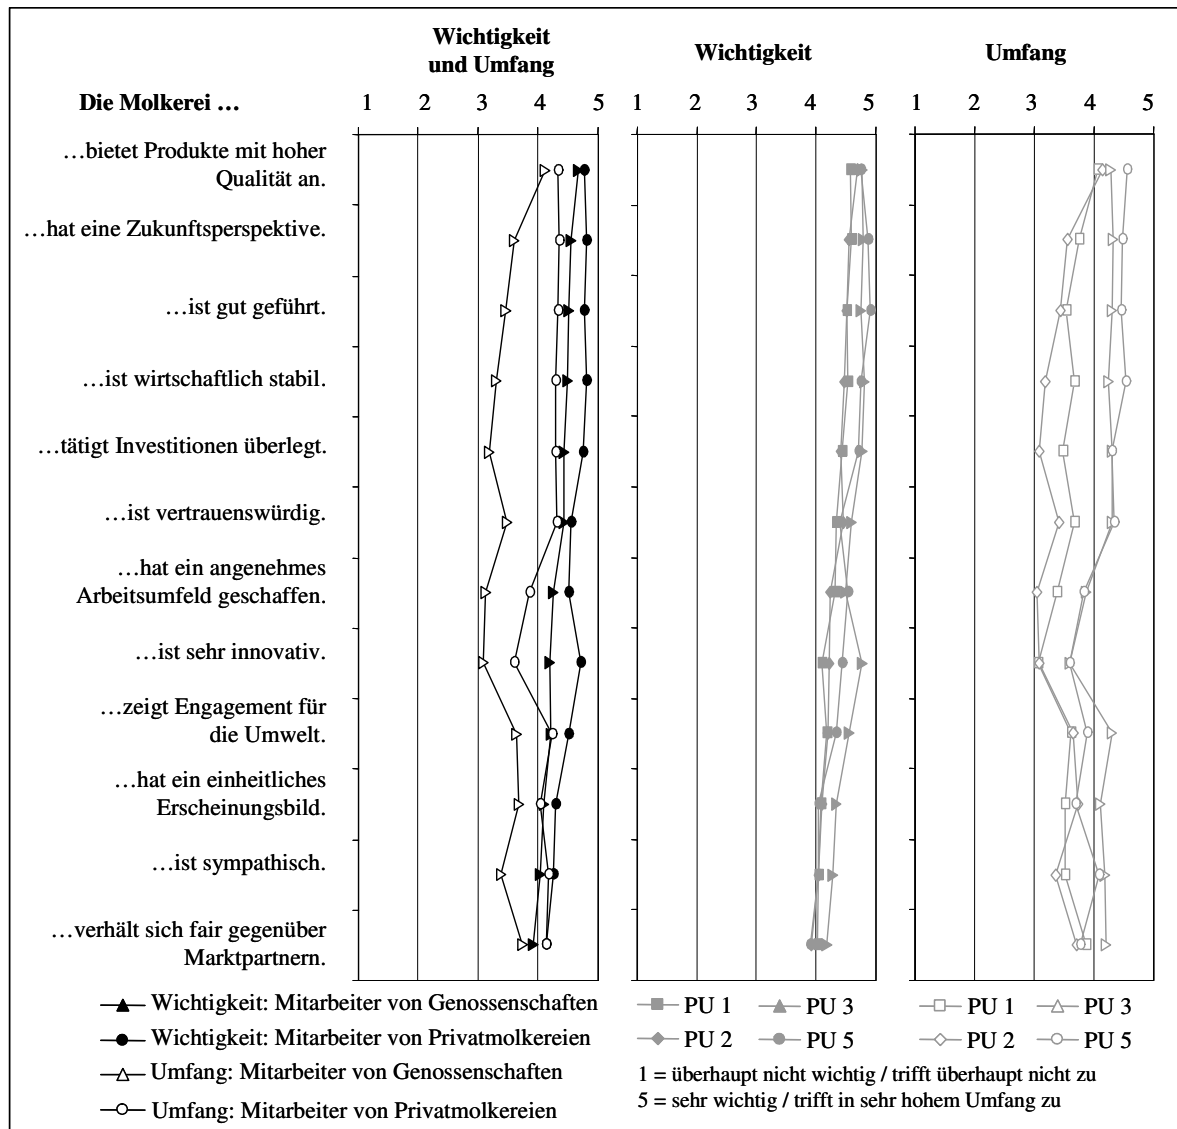 Wichtigkeit
und Umfang
Wichtigkeit
Umfang
Die Molkerei …
1 2 3 4 5
1 2 3 4 5
1 2 3 4 5
…bietet Produkte mit hoher
Qualität an.
…hat eine Zukunftsperspektive.
…ist gut geführt.
…ist wirtschaftlich stabil.
…tätigt Investitionen überlegt.
…ist vertrauenswürdig.
…hat ein angenehmes
Arbeitsumfeld geschaffen.
…ist sehr innovativ.
…zeigt Engagement für
die Umwelt.
…hat ein einheitliches
Erscheinungsbild.
…ist sympathisch.
…verhält sich fair gegenüber
Marktpartnern.
Wichtigkeit: Mitarbeiter von Genossenschaften
Wichtigkeit: Mitarbeiter von Privatmolkereien
Umfang: Mitarbeiter von Genossenschaften
Umfang: Mitarbeiter von Privatmolkereien
PU 1 PU 3
PU 2 PU 5
PU 1 PU 3
PU 2 PU 5
1 = überhaupt nicht wichtig / trifft überhaupt nicht zu
5 = sehr wichtig / trifft in sehr hohem Umfang zu